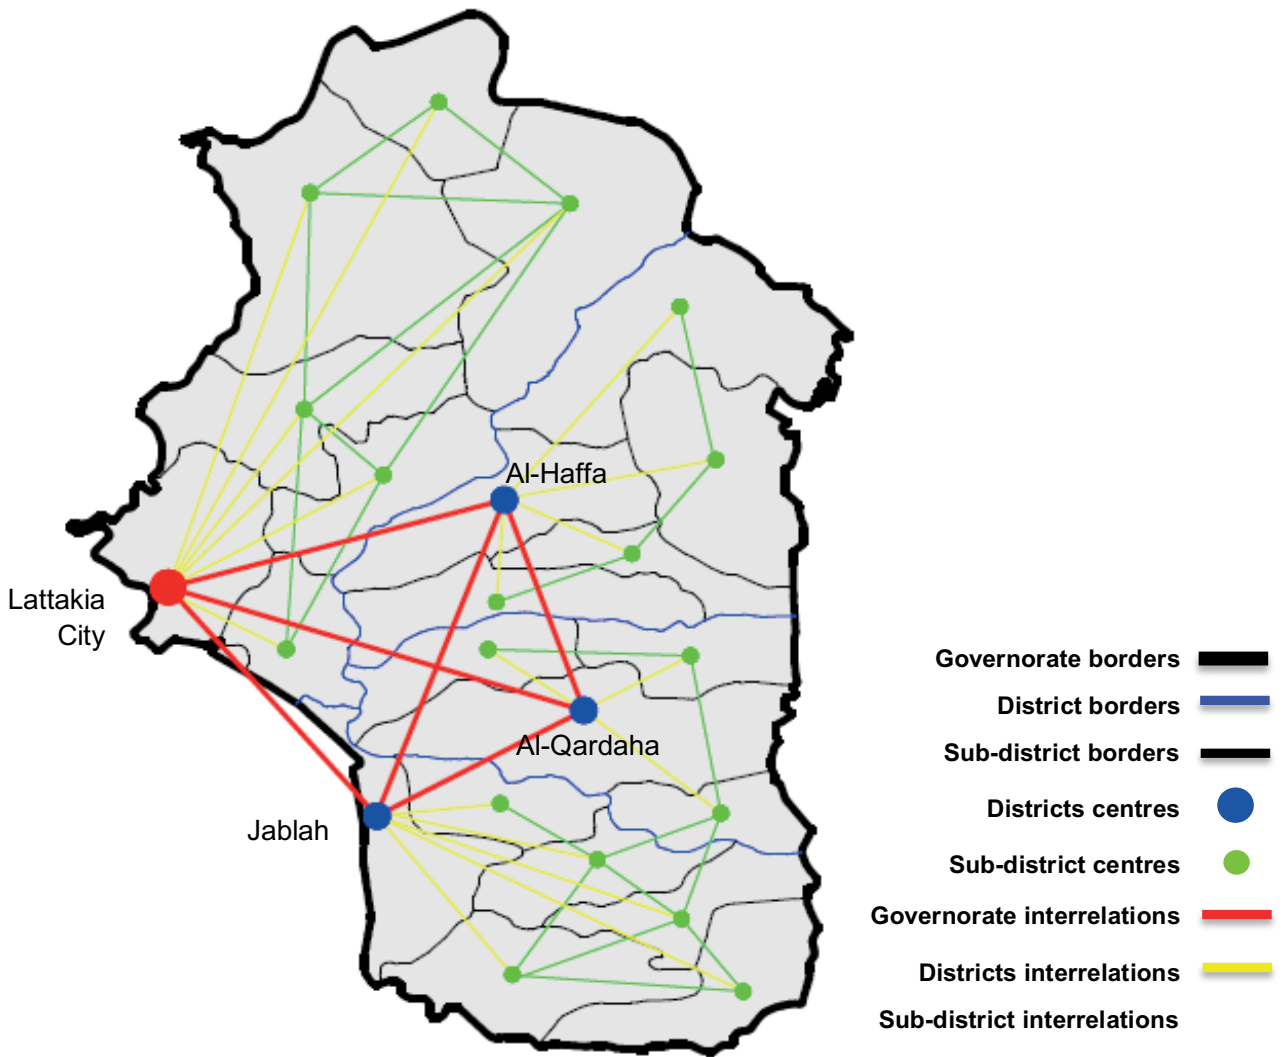 Al-Haffa
Lattakia
City
Al-Qardaha
Jablah
Governorate borders
District borders
Sub-district borders
Districts centres
Sub-district centres
Governorate interrelations
Districts interrelations
Sub-district interrelations